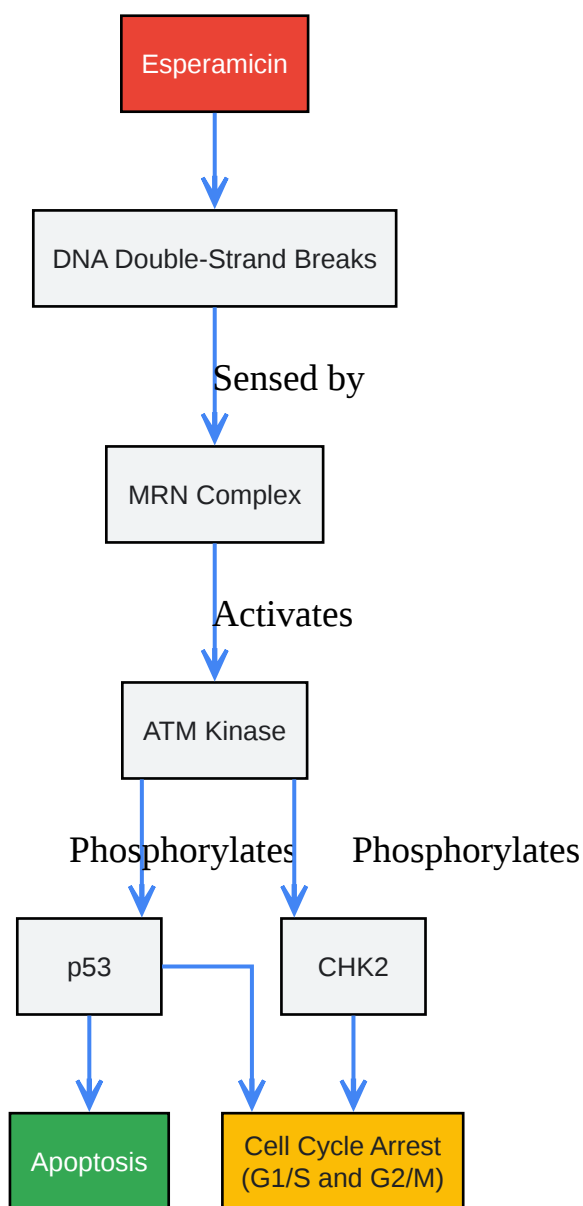 Esperamicin
DNA Double-Strand Breaks
Sensed by
MRN Complex
Activates
ATM Kinase
Phosphorylates
Phosphorylates
p53
CHK2
Apoptosis
Cell Cycle Arrest
(G1/S and G2/M)